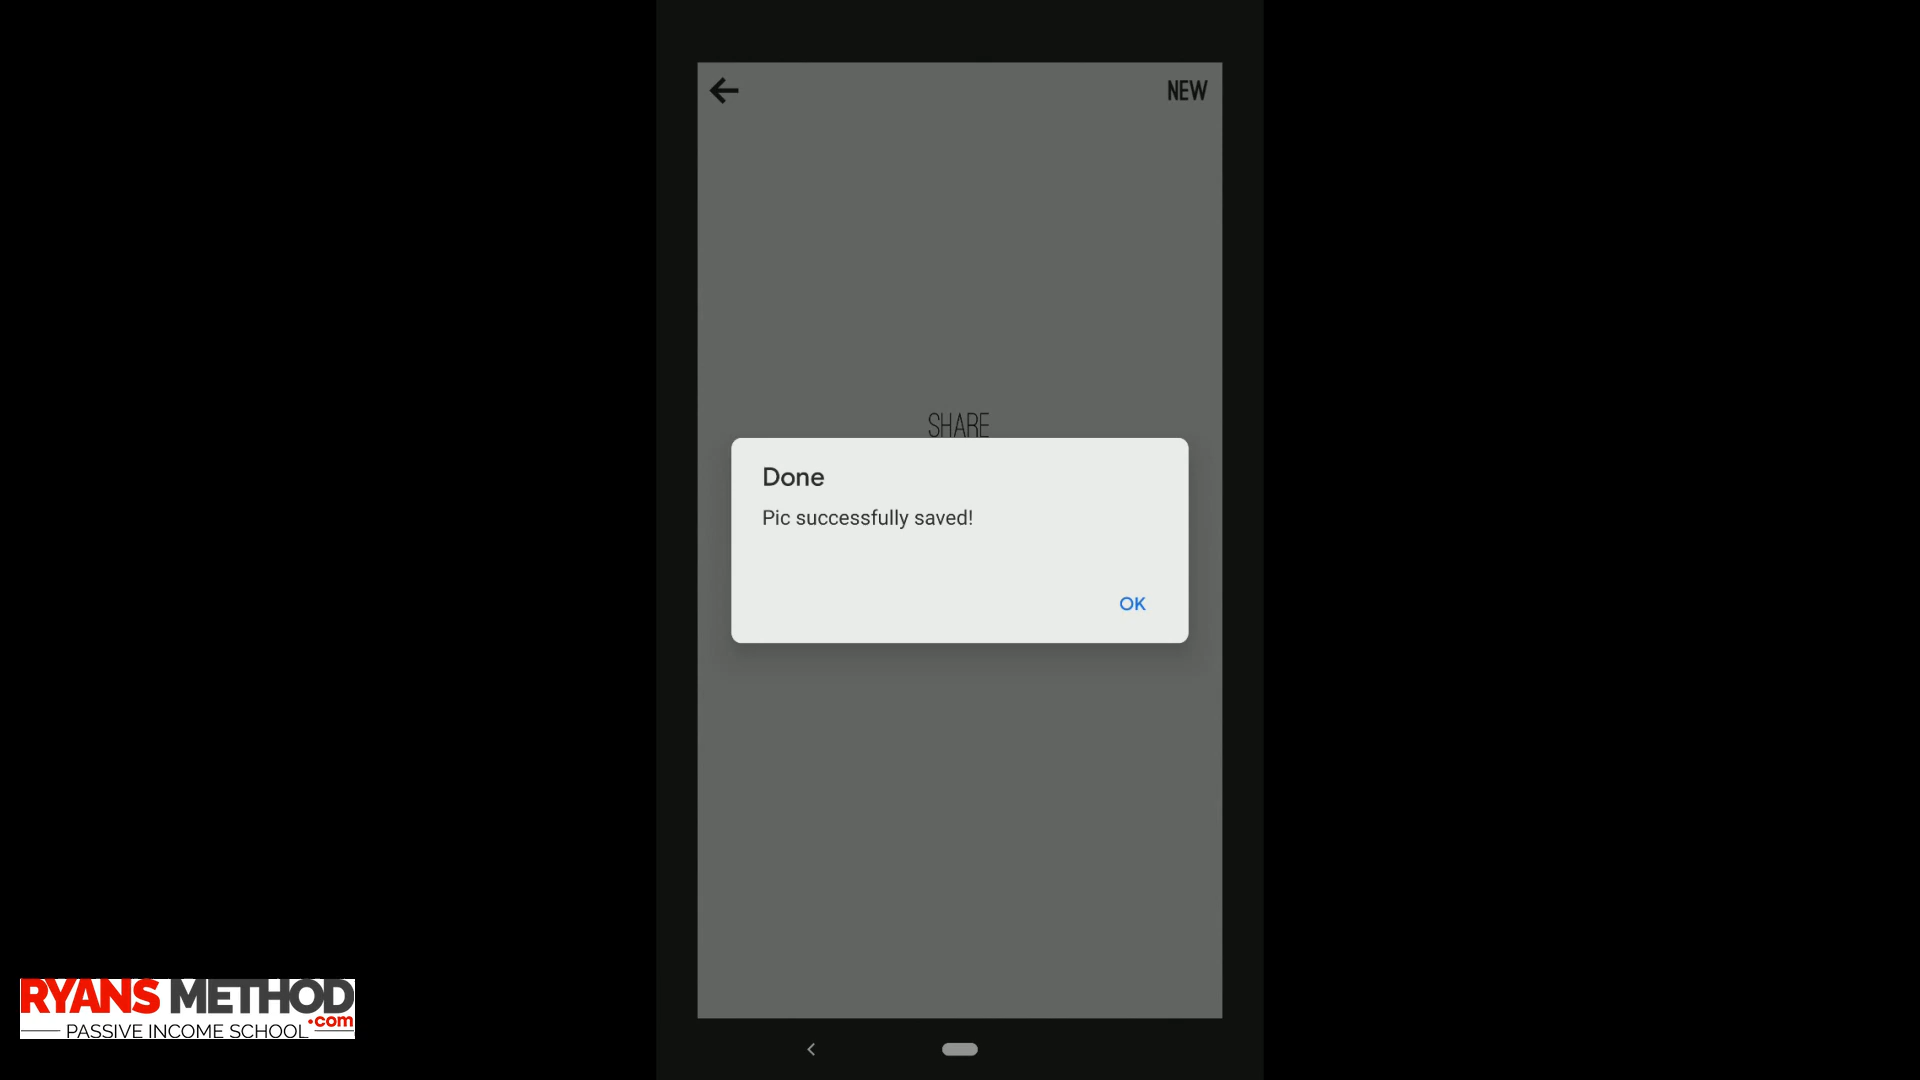 NEW
SHARE
Done
Pic successfully saved!
OK
RYANS METHOD
.com
PASSIVE INCOME SCHOOL